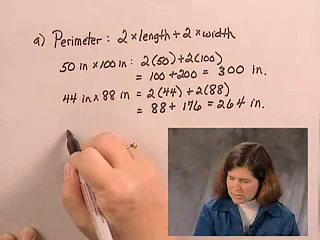 a) Perimeter: 2 × length + 2 × width
50 in × 100 in: 2(50) + 2(100)
= 100 + 200 = 300 in.
44 in × 88 in = 2(44) + 2(88)
= 88 + 176 = 264 in.